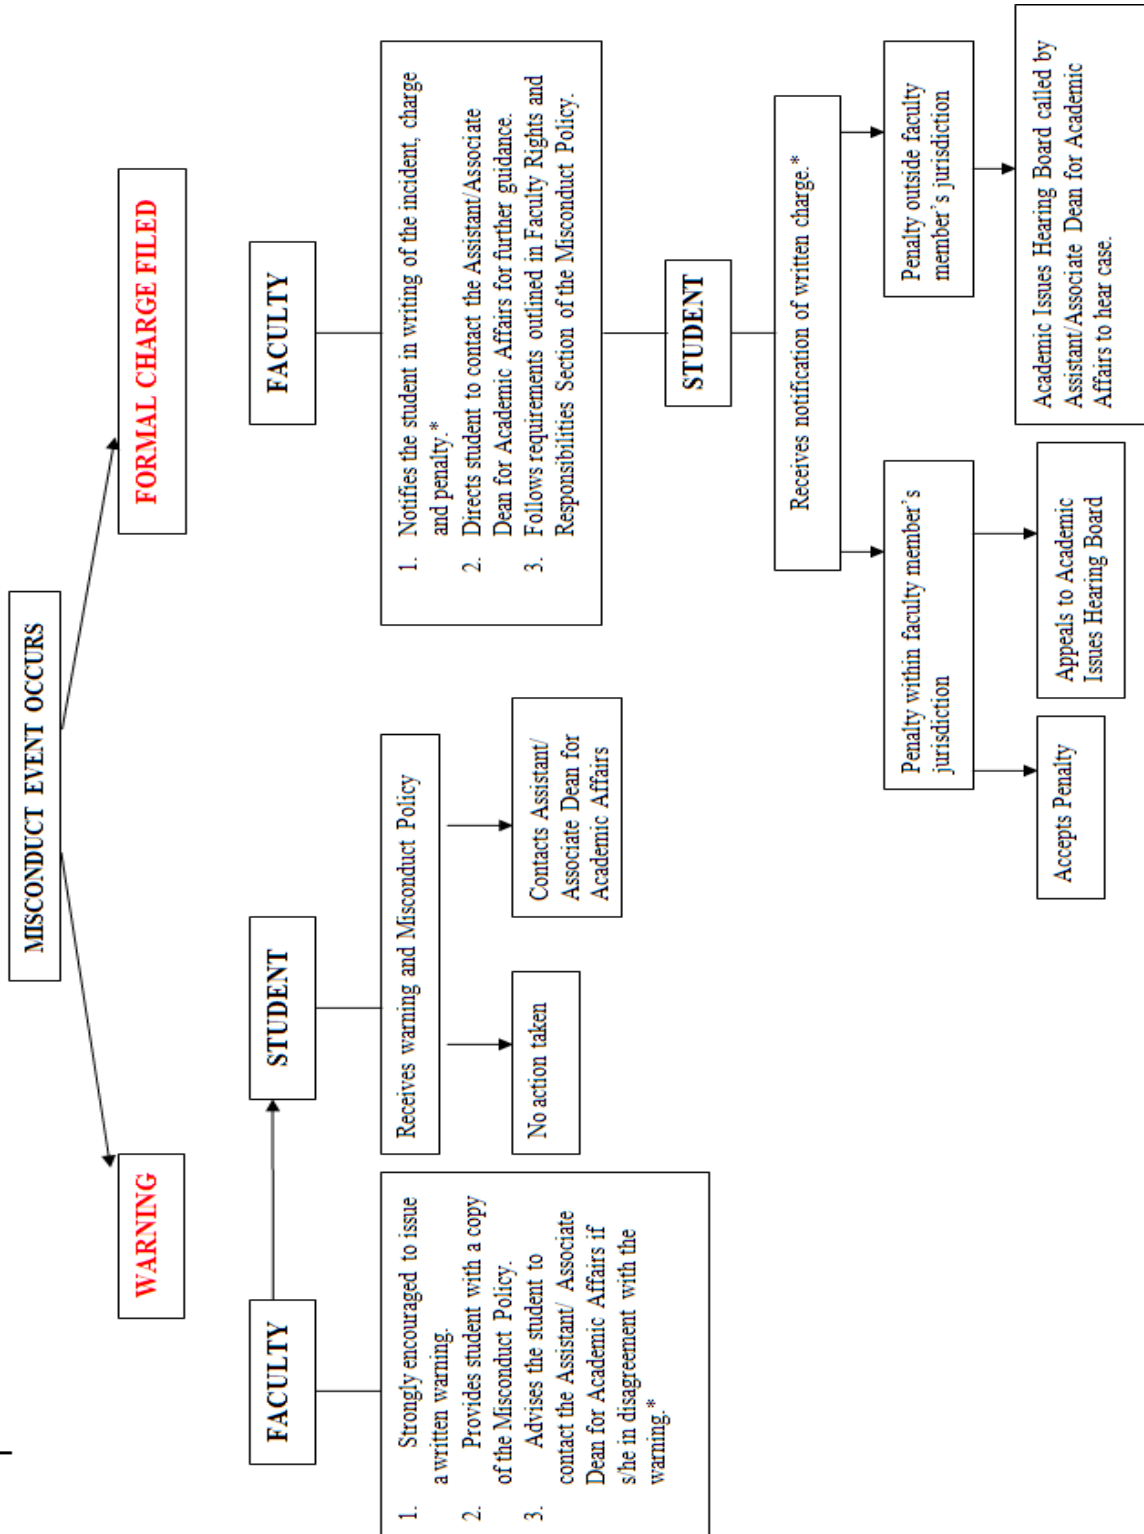 MISCONDUCT EVENT OCCURS
WARNING
FORMAL CHARGE FILED
FACULTY
STUDENT
FACULTY
1. Strongly encouraged to issue
a written warning.
2. Provides student with a copy
of the Misconduct Policy.
3. Advises the student to
contact the Assistant/ Associate
Dean for Academic Affairs if
s/he in disagreement with the
warning.*
Receives warning and Misconduct Policy
No action taken
Contacts Assistant/
Associate Dean for
Academic Affairs
1. Notifies the student in writing of the incident, charge
and penalty.*
2. Directs student to contact the Assistant/Associate
Dean for Academic Affairs for further guidance.
3. Follows requirements outlined in Faculty Rights and
Responsibilities Section of the Misconduct Policy.
STUDENT
Receives notification of written charge.*
Penalty within faculty member's
jurisdiction
Penalty outside faculty
member's jurisdiction
Accepts Penalty
Appeals to Academic
Issues Hearing Board
Academic Issues Hearing Board called by
Assistant/Associate Dean for Academic
Affairs to hear case.